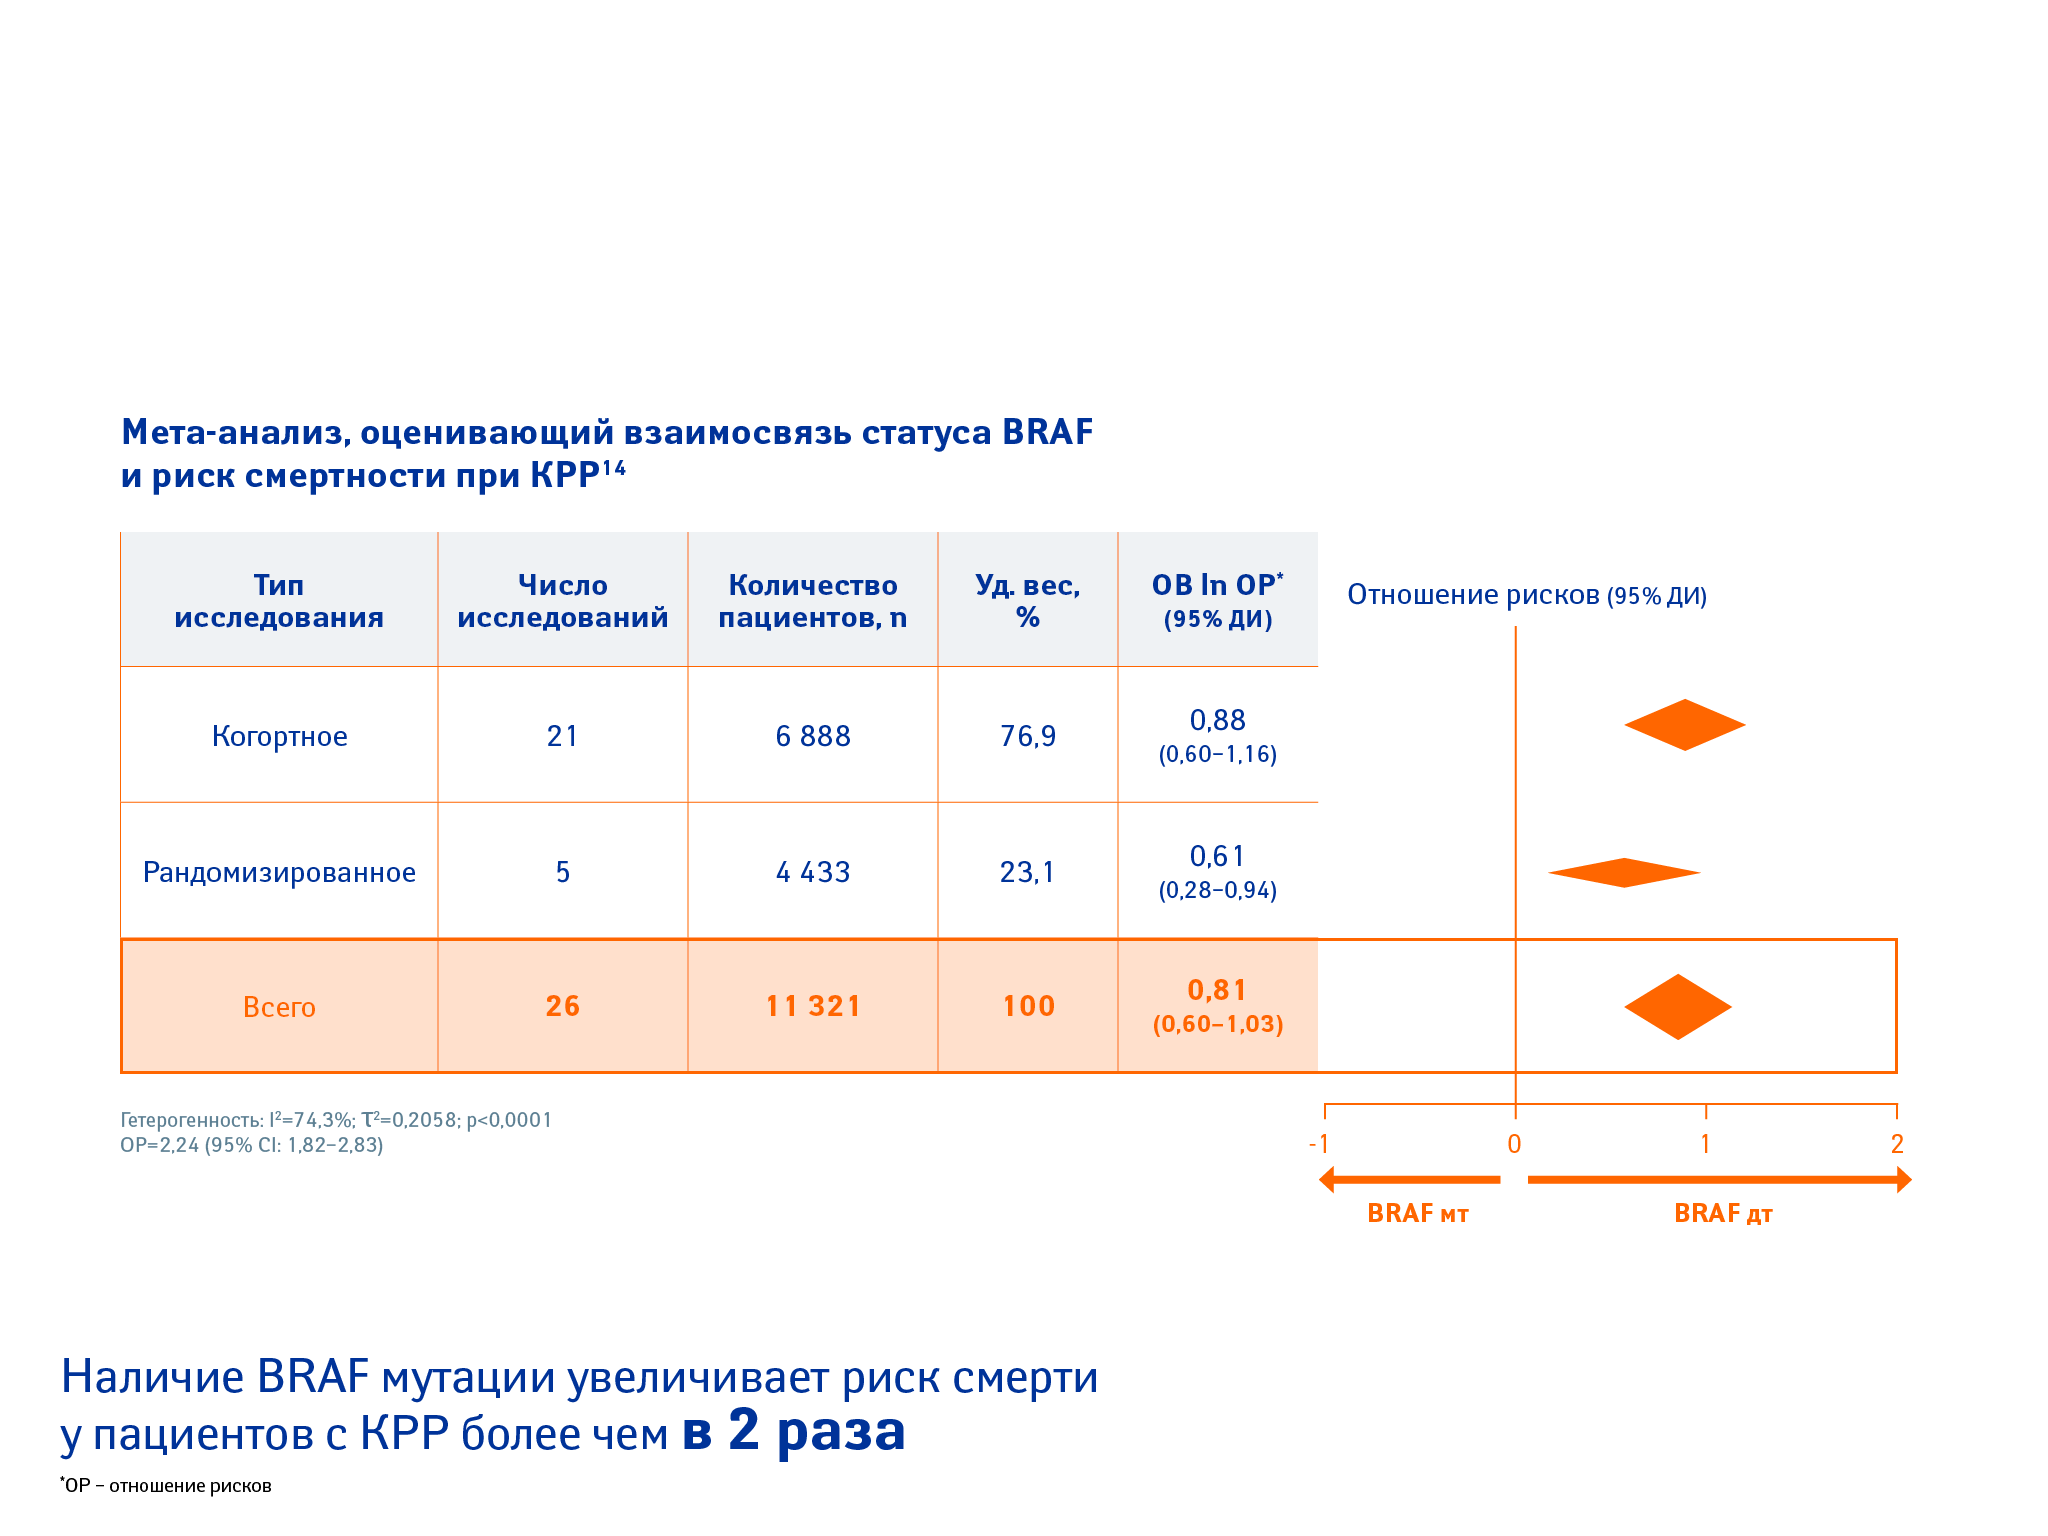 Мета-анализ, оценивающий взаимосвязь статуса BRAF
и риск смертности при КРР¹⁴
Тип исследования
Число исследований
Количество пациентов, n
Уд. вес, %
ОВ ln ОР*
(95% ДИ)
Отношение рисков (95% ДИ)
Когортное
21
6 888
76,9
0,88
(0,60–1,16)
Рандомизированное
5
4 433
23,1
0,61
(0,28–0,94)
Всего
26
11 321
100
0,81
(0,60–1,03)
Гетерогенность: I²=74,3%; τ²=0,2058; p<0,0001
ОР=2,24 (95% CI: 1,82–2,83)
-1
0
1
2
BRAF мт
BRAF дт
Наличие BRAF мутации увеличивает риск смерти
у пациентов с КРР более чем в 2 раза
*ОР – отношение рисков